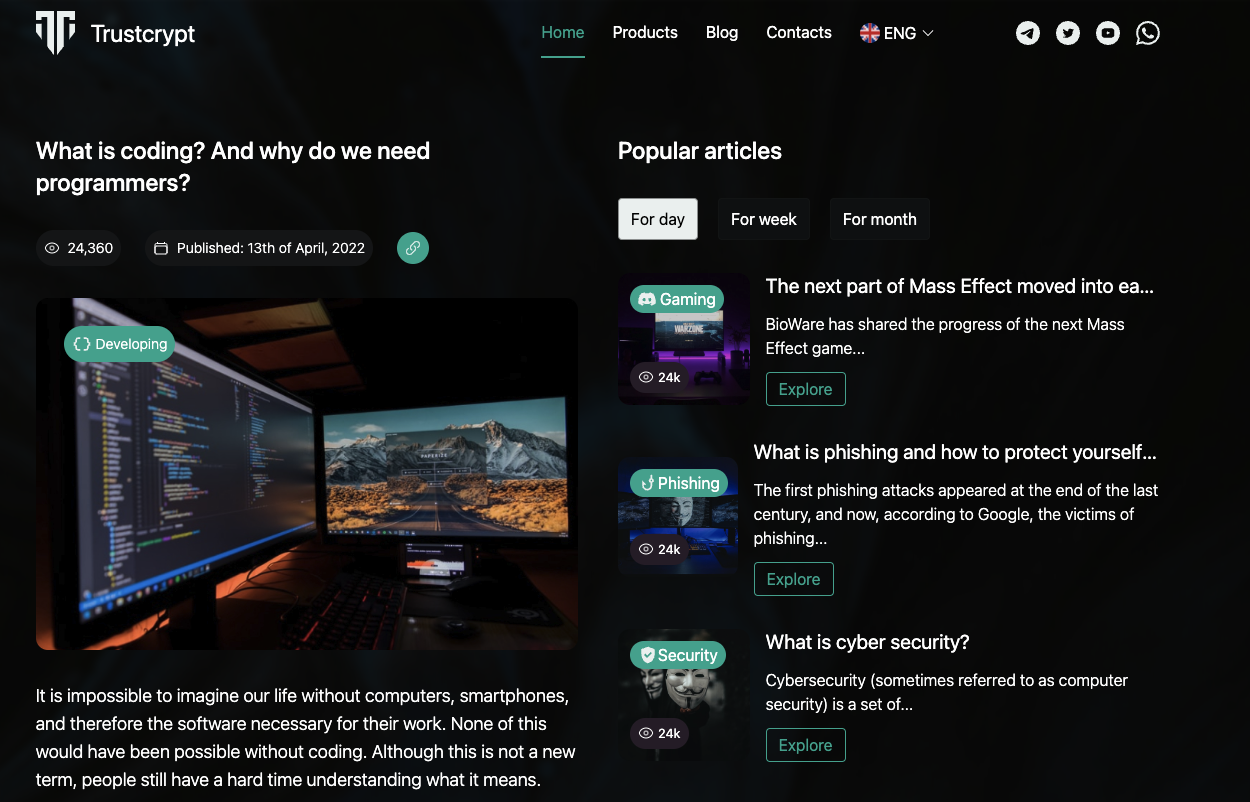 Trustcrypt
Home
Products
Blog
Contacts
ENG
What is coding? And why do we need
programmers?
24,360
Published: 13th of April, 2022
Developing
PAPERIZE
It is impossible to imagine our life without computers, smartphones,
and therefore the software necessary for their work. None of this
would have been possible without coding. Although this is not a new
term, people still have a hard time understanding what it means.
Popular articles
For day
For week
For month
Gaming
WARZONE
24k
The next part of Mass Effect moved into ea...
BioWare has shared the progress of the next Mass
Effect game...
Explore
Phishing
24k
What is phishing and how to protect yourself...
The first phishing attacks appeared at the end of the last
century, and now, according to Google, the victims of
phishing...
Explore
Security
24k
What is cyber security?
Cybersecurity (sometimes referred to as computer
security) is a set of...
Explore